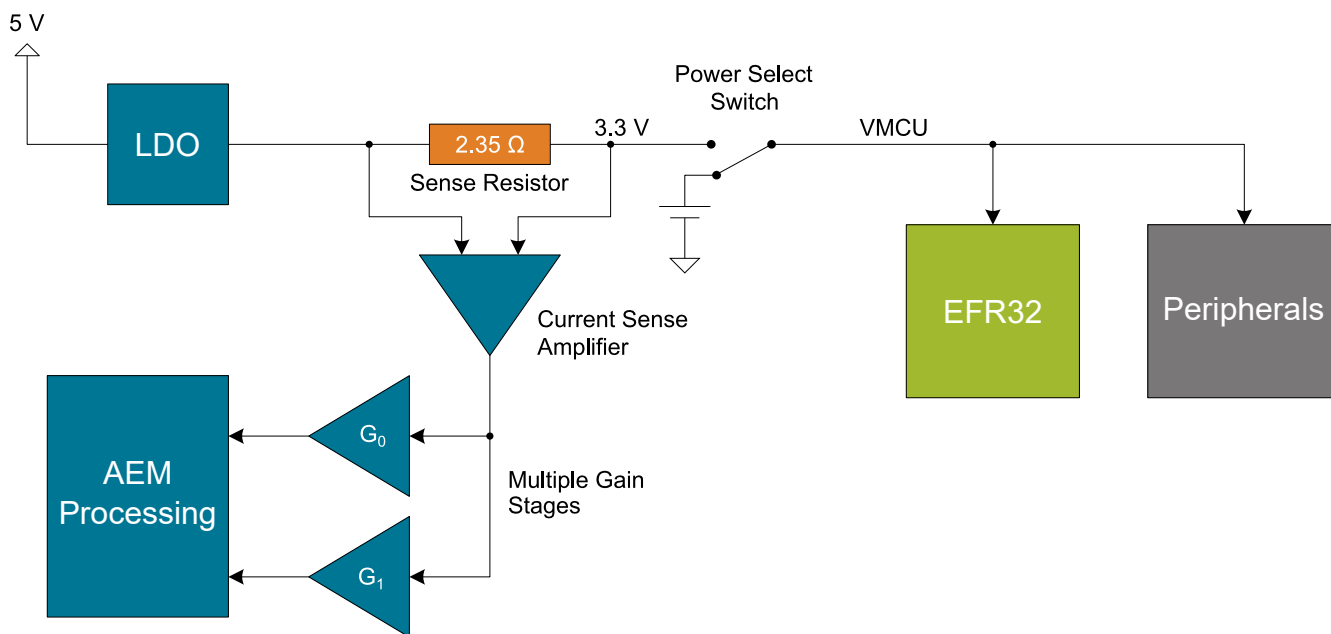 5 V
Power Select
Switch
LDO
2.35 Ω
3.3 V
VMCU
Sense Resistor
EFR32
Peripherals
Current Sense
Amplifier
AEM
Processing
G₀
Multiple Gain
Stages
G₁